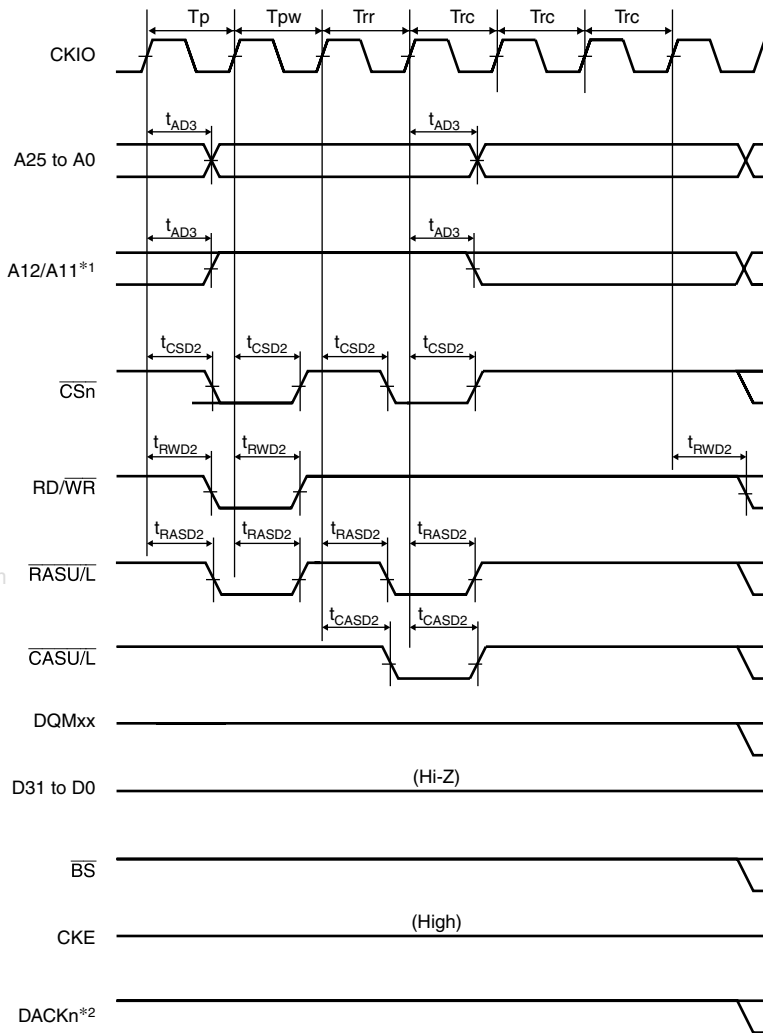 Tp Tpw Trr Trc Trc Trc
CKIO
tAD3 tAD3
A25 to A0
tAD3 tAD3
A12/A11*1
tCSD2 tCSD2 tCSD2 tCSD2
CSn
tRWD2 tRWD2 tRWD2
RD/WR
tRASD2 tRASD2 tRASD2 tRASD2
RASU/L
tCASD2 tCASD2
CASU/L
DQMxx
(Hi-Z)
D31 to D0
BS
(High)
CKE
DACKn*2